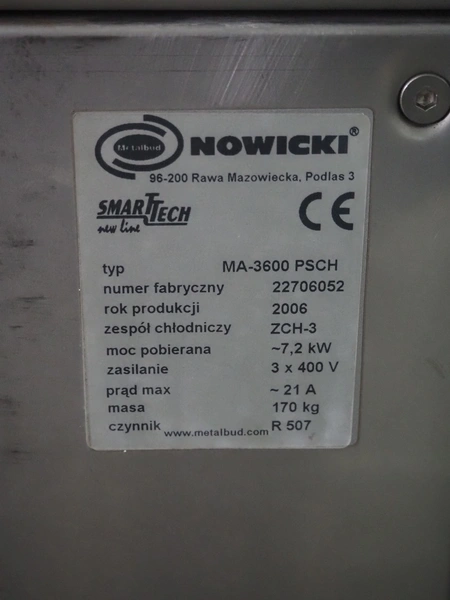 Metalbud
NOWICKI®
96-200 Rawa Mazowiecka, Podlas 3
SMARTTECH
new line
CE
typ MA-3600 PSCH
numer fabryczny 22706052
rok produkcji 2006
zespół chłodniczy ZCH-3
moc pobierana ~7,2 kW
zasilanie 3 x 400 V
prąd max ~ 21 A
masa 170 kg
czynnik R 507
www.metalbud.com